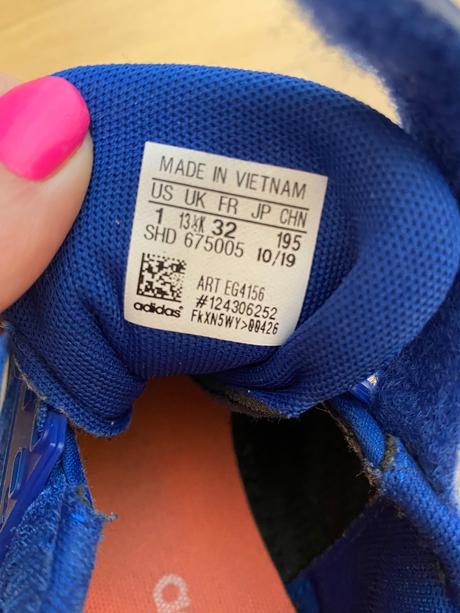 MADE IN VIETNAM
US UK FR JP CHN
1 13½K 32 195
SHD 675005 10/19
ART EG4156
#124306252
adidas FkXN5WY>00426
a